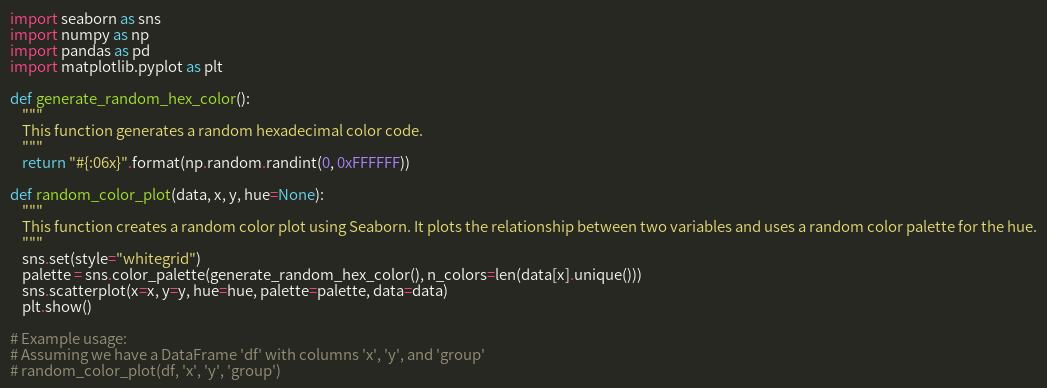 import seaborn as sns
import numpy as np
import pandas as pd
import matplotlib.pyplot as plt

def generate_random_hex_color():
    """
    This function generates a random hexadecimal color code.
    """
    return "#{:06x}".format(np.random.randint(0, 0xFFFFFF))

def random_color_plot(data, x, y, hue=None):
    """
    This function creates a random color plot using Seaborn. It plots the relationship between two variables and uses a random color palette for the hue.
    """
    sns.set(style="whitegrid")
    palette = sns.color_palette(generate_random_hex_color(), n_colors=len(data[x].unique()))
    sns.scatterplot(x=x, y=y, hue=hue, palette=palette, data=data)
    plt.show()

# Example usage:
# Assuming we have a DataFrame 'df' with columns 'x', 'y', and 'group'
# random_color_plot(df, 'x', 'y', 'group')